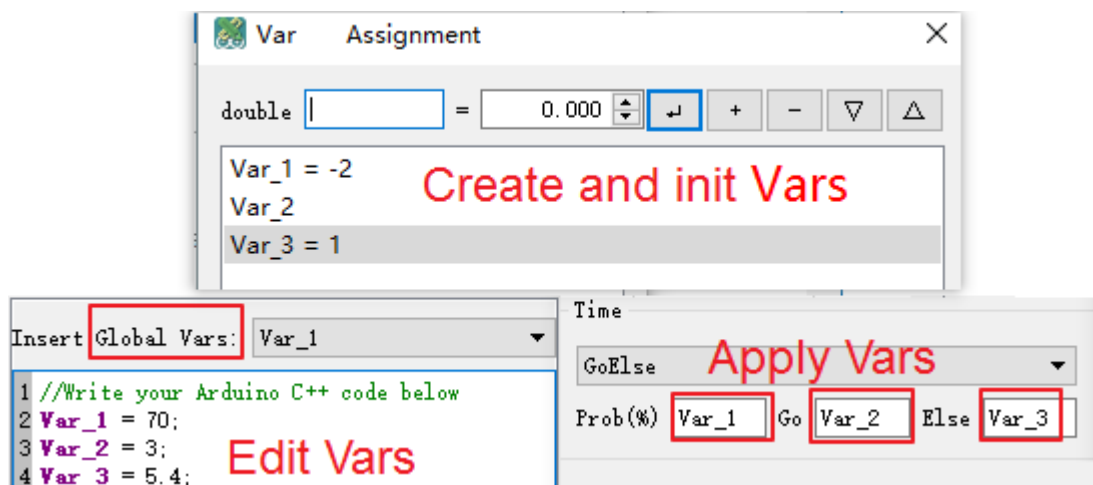 Var Assignment
double = 0.000 + -
Var_1 = -2
Var_2
Var_3 = 1
Create and init Vars
Insert Global Vars: Var_1
1 //Write your Arduino C++ code below
2 Var_1 = 70;
3 Var_2 = 3;
4 Var_3 = 5.4;
Edit Vars
Time
GoElse
Apply Vars
Prob(%) Var_1 Go Var_2 Else Var_3